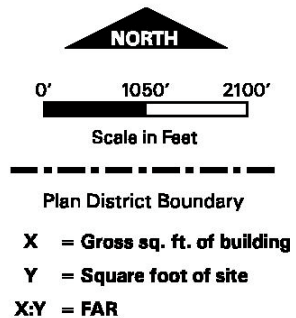 NORTH
0' 1050' 2100'
Scale in Feet
Plan District Boundary
X = Gross sq. ft. of building
Y = Square foot of site
X:Y = FAR